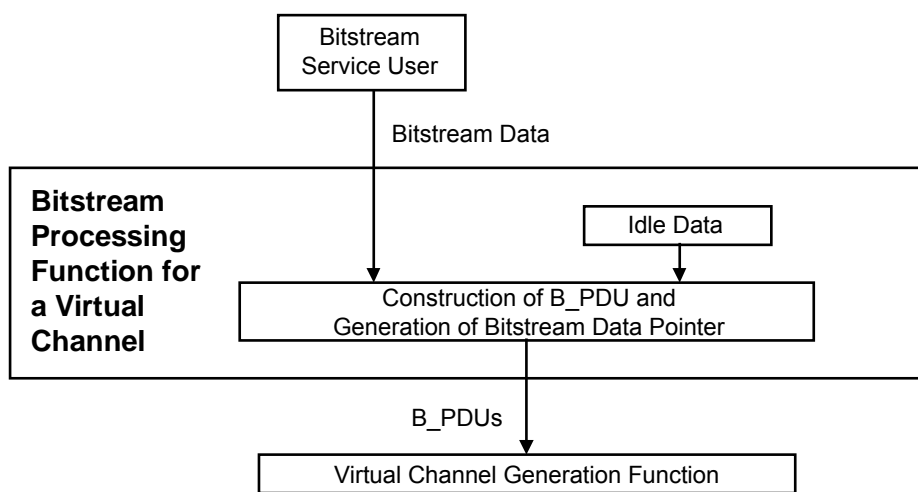 Bitstream
Service User
Bitstream Data
Bitstream
Processing
Function for
a Virtual
Channel
Idle Data
Construction of B_PDU and
Generation of Bitstream Data Pointer
B_PDUs
Virtual Channel Generation Function